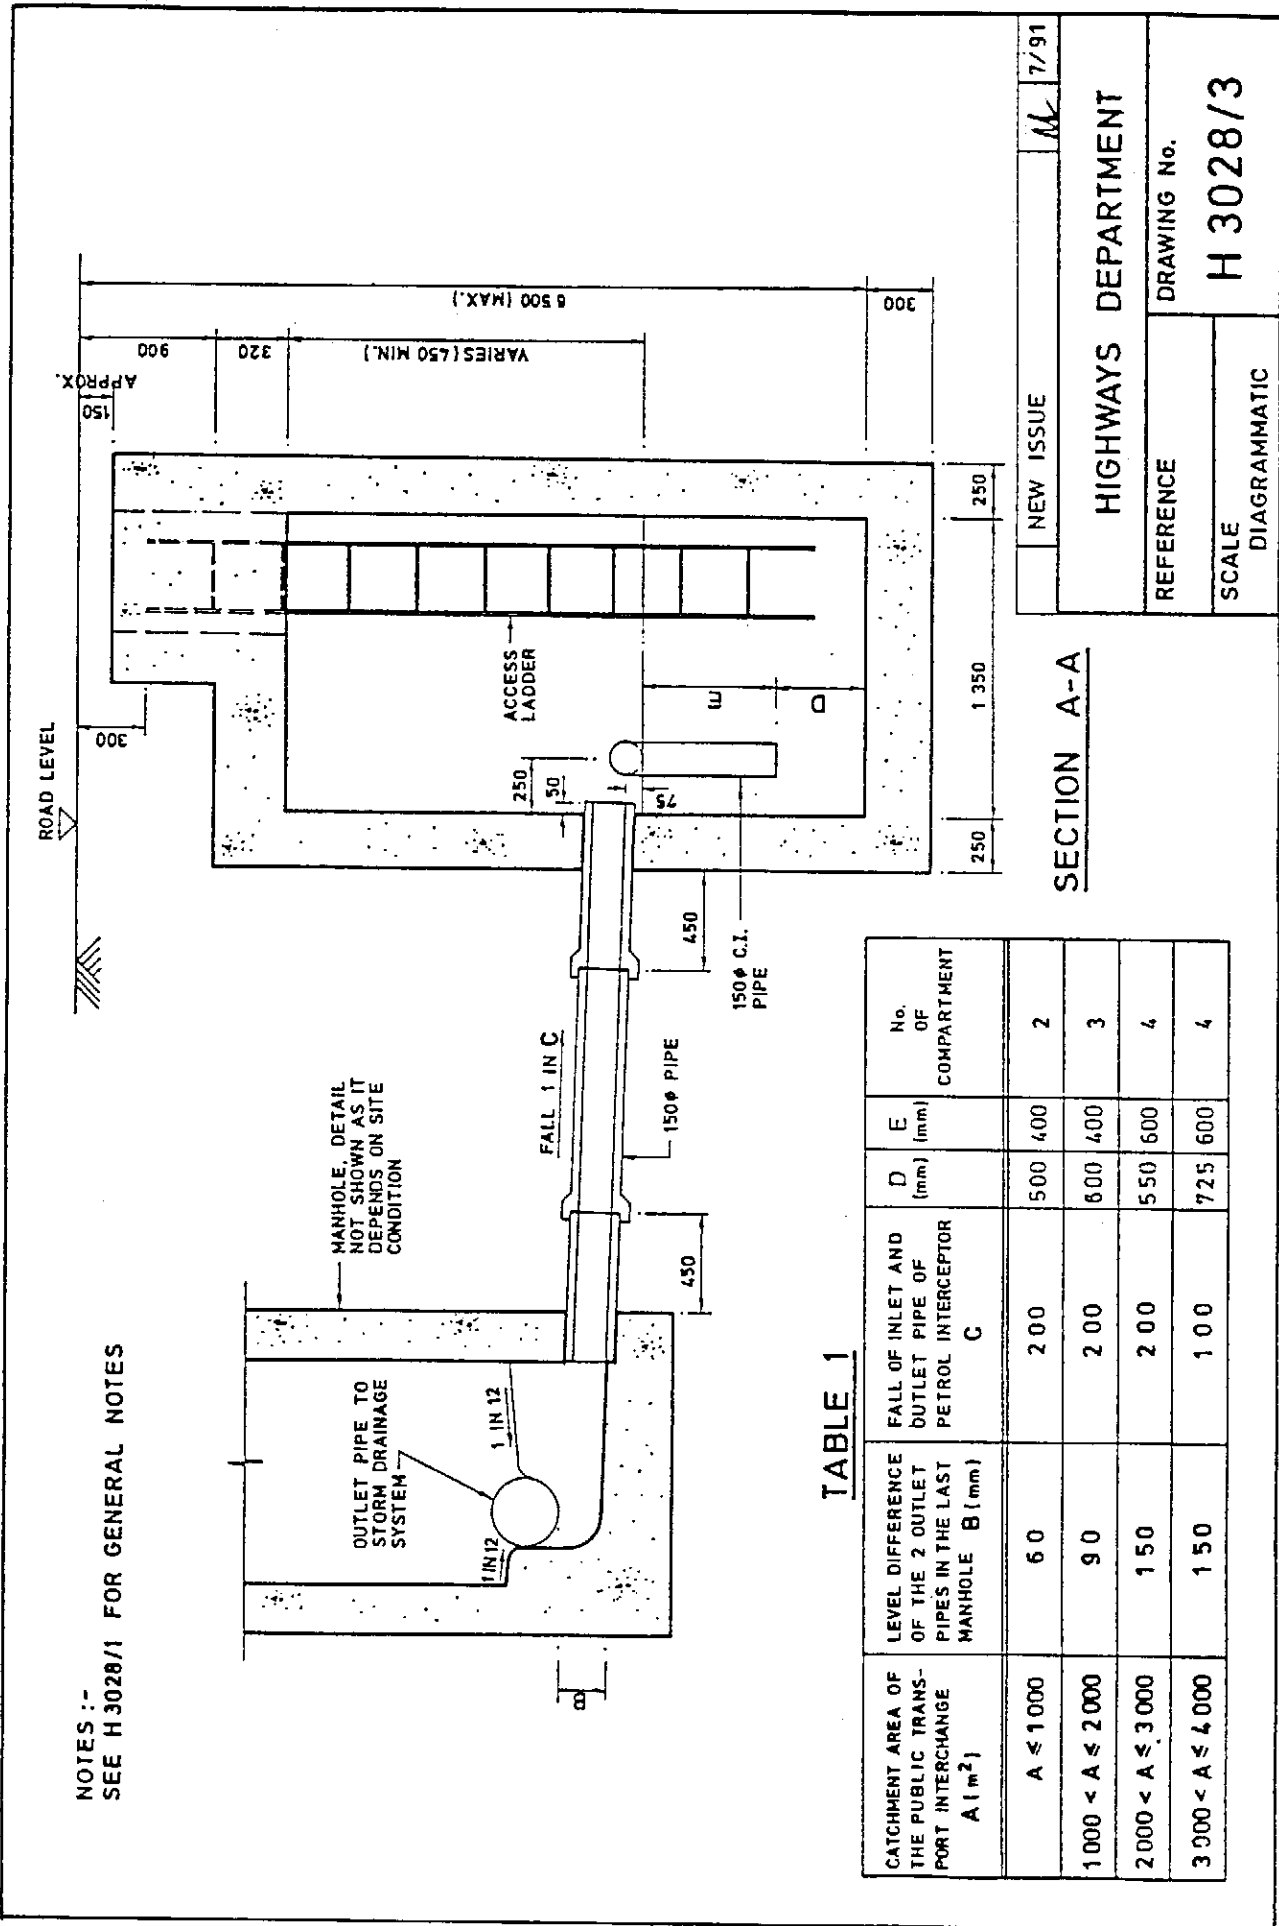 NOTES :-
SEE H3028/1 FOR GENERAL NOTES
ROAD LEVEL
MANHOLE, DETAIL
NOT SHOWN AS IT
DEPENDS ON SITE
CONDITION
OUTLET PIPE TO
STORM DRAINAGE
SYSTEM
1 IN 12
1 IN 12
B
450
FALL 1 IN C
150ϕ PIPE
450
150ϕ C.I.
PIPE
300
250
50
75
ACCESS
LADDER
E
D
250
1 350
250
150
APPROX.
900
320
VARIES (450 MIN.)
6 500 (MAX.)
300
SECTION A-A
TABLE 1
CATCHMENT AREA OF
THE PUBLIC TRANS-
PORT INTERCHANGE
A(m²)
LEVEL DIFFERENCE
OF THE 2 OUTLET
PIPES IN THE LAST
MANHOLE B(mm)
FALL OF INLET AND
OUTLET PIPE OF
PETROL INTERCEPTOR
C
D
(mm)
E
(mm)
No.
OF
COMPARTMENT
A ≤ 1000 60 200 500 400 2
1000 < A ≤ 2000 90 200 600 400 3
2000 < A ≤ 3000 150 200 550 600 4
3000 < A ≤ 4000 150 100 725 600 4
NEW ISSUE 7/91
HIGHWAYS DEPARTMENT
REFERENCE
DRAWING No.
H 3028/3
SCALE
DIAGRAMMATIC